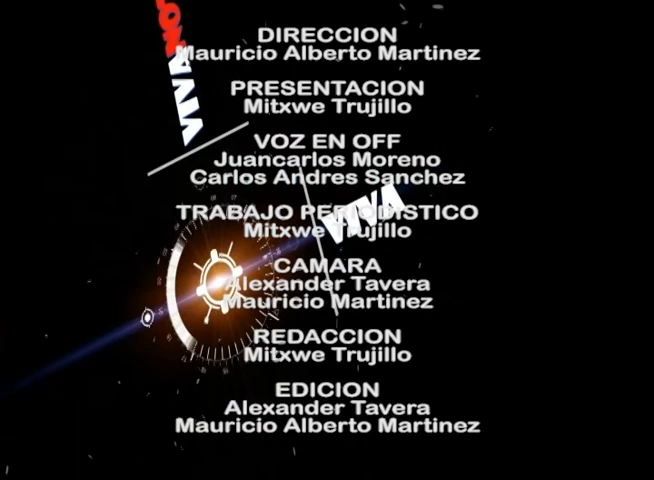 DIRECCION
Mauricio Alberto Martinez
PRESENTACION
Mitxwe Trujillo
VOZ EN OFF
Juancarlos Moreno
Carlos Andres Sanchez
TRABAJO PERIODISTICO
Mitxwe Trujillo
CAMARA
Alexander Tavera
Mauricio Martinez
REDACCION
Mitxwe Trujillo
EDICION
Alexander Tavera
Mauricio Alberto Martinez
VIVA
VIVA